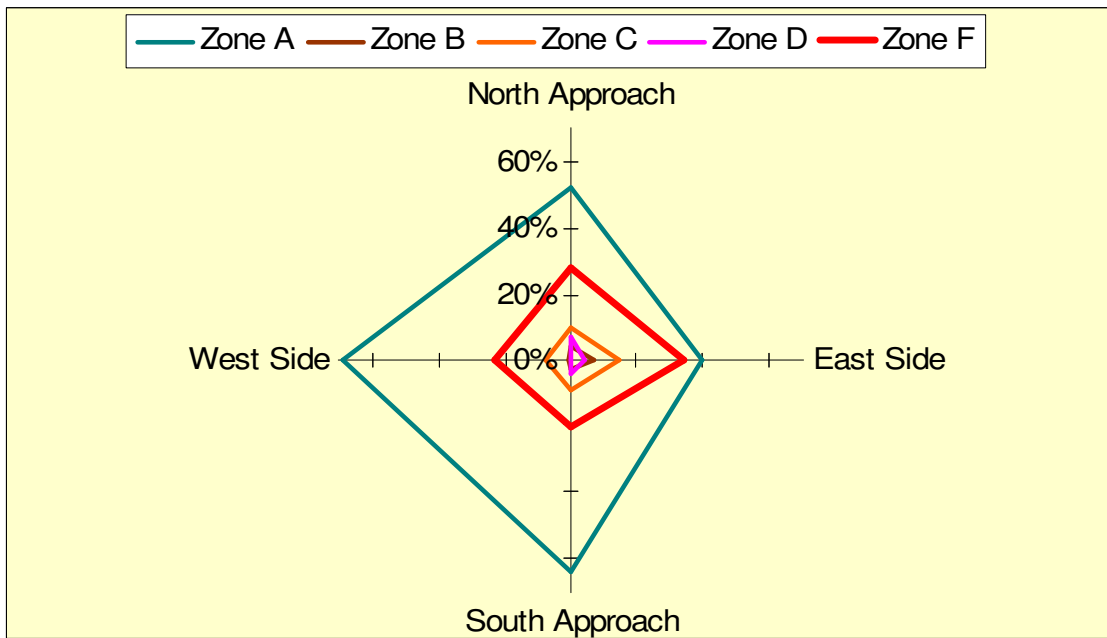 Zone A Zone B Zone C Zone D Zone F
North Approach
60%
40%
20%
West Side 0% East Side
South Approach